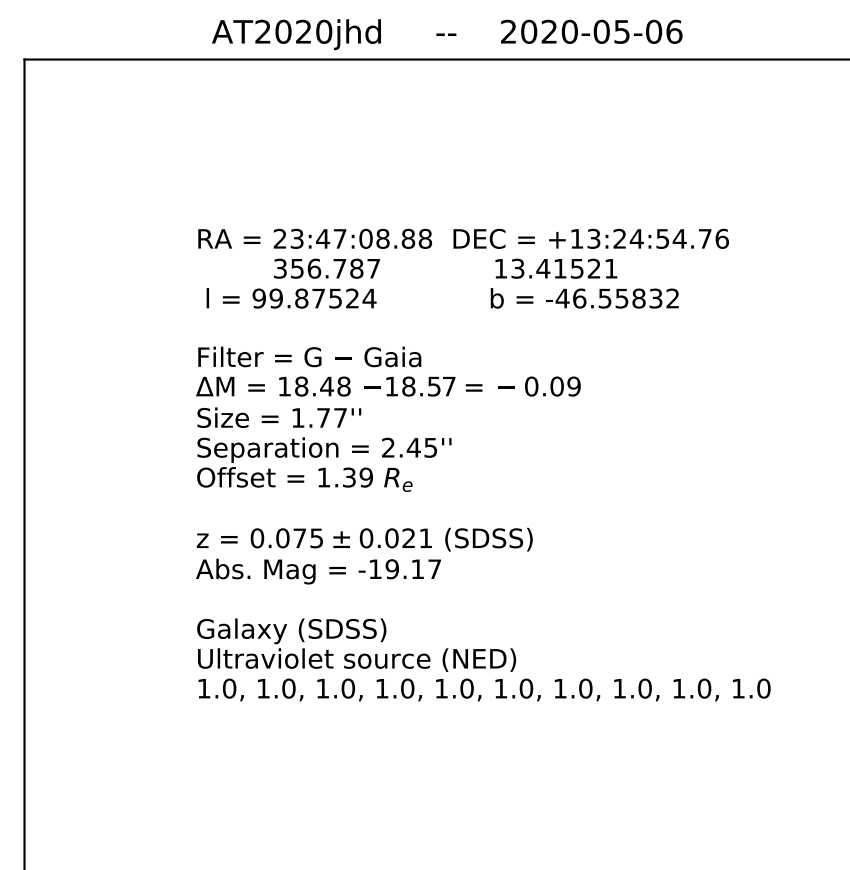 AT2020jhd -- 2020-05-06
RA = 23:47:08.88 DEC = +13:24:54.76
356.787 13.41521
l = 99.87524 b = -46.55832
Filter = G − Gaia
ΔM = 18.48 −18.57 = − 0.09
Size = 1.77''
Separation = 2.45''
Offset = 1.39 Rₑ
z = 0.075 ± 0.021 (SDSS)
Abs. Mag = -19.17
Galaxy (SDSS)
Ultraviolet source (NED)
1.0, 1.0, 1.0, 1.0, 1.0, 1.0, 1.0, 1.0, 1.0, 1.0